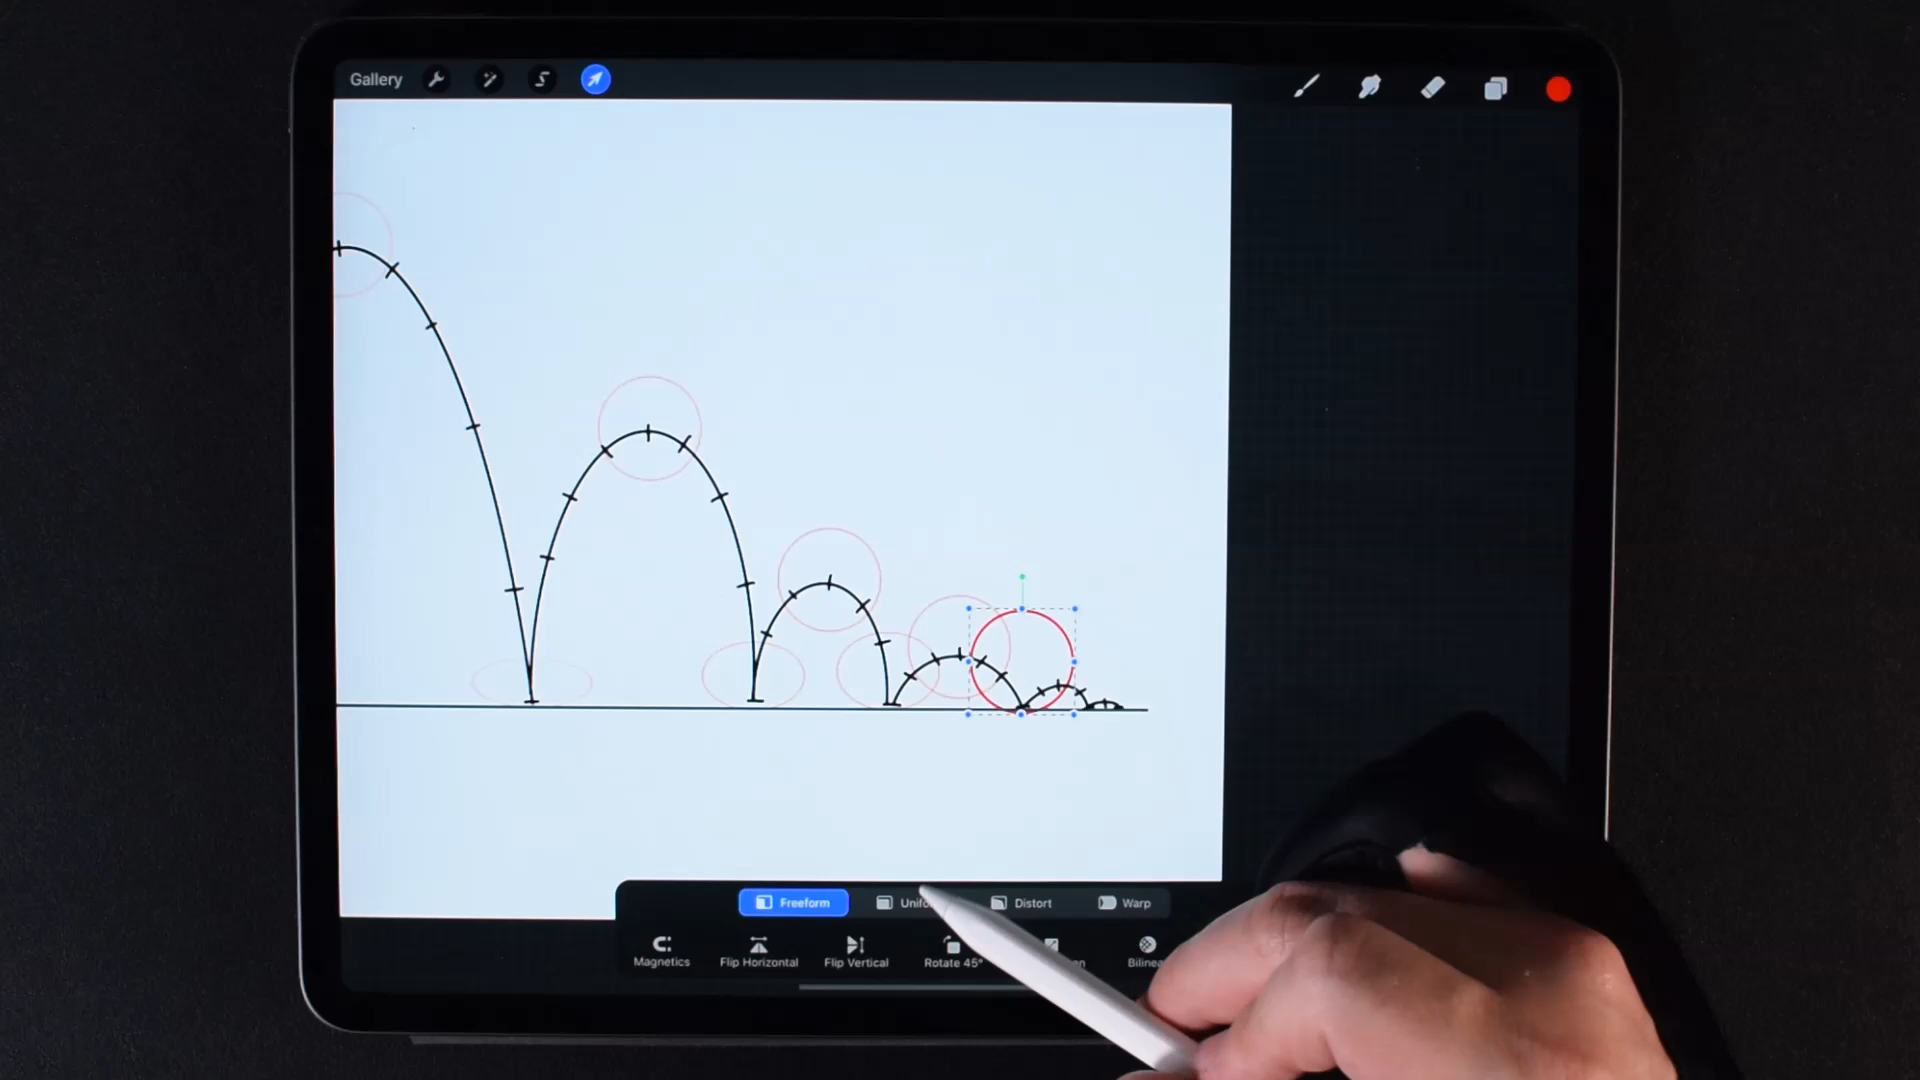 Gallery
Freeform Distort Warp
Magnetics Flip Horizontal Flip Vertical Rotate 45°